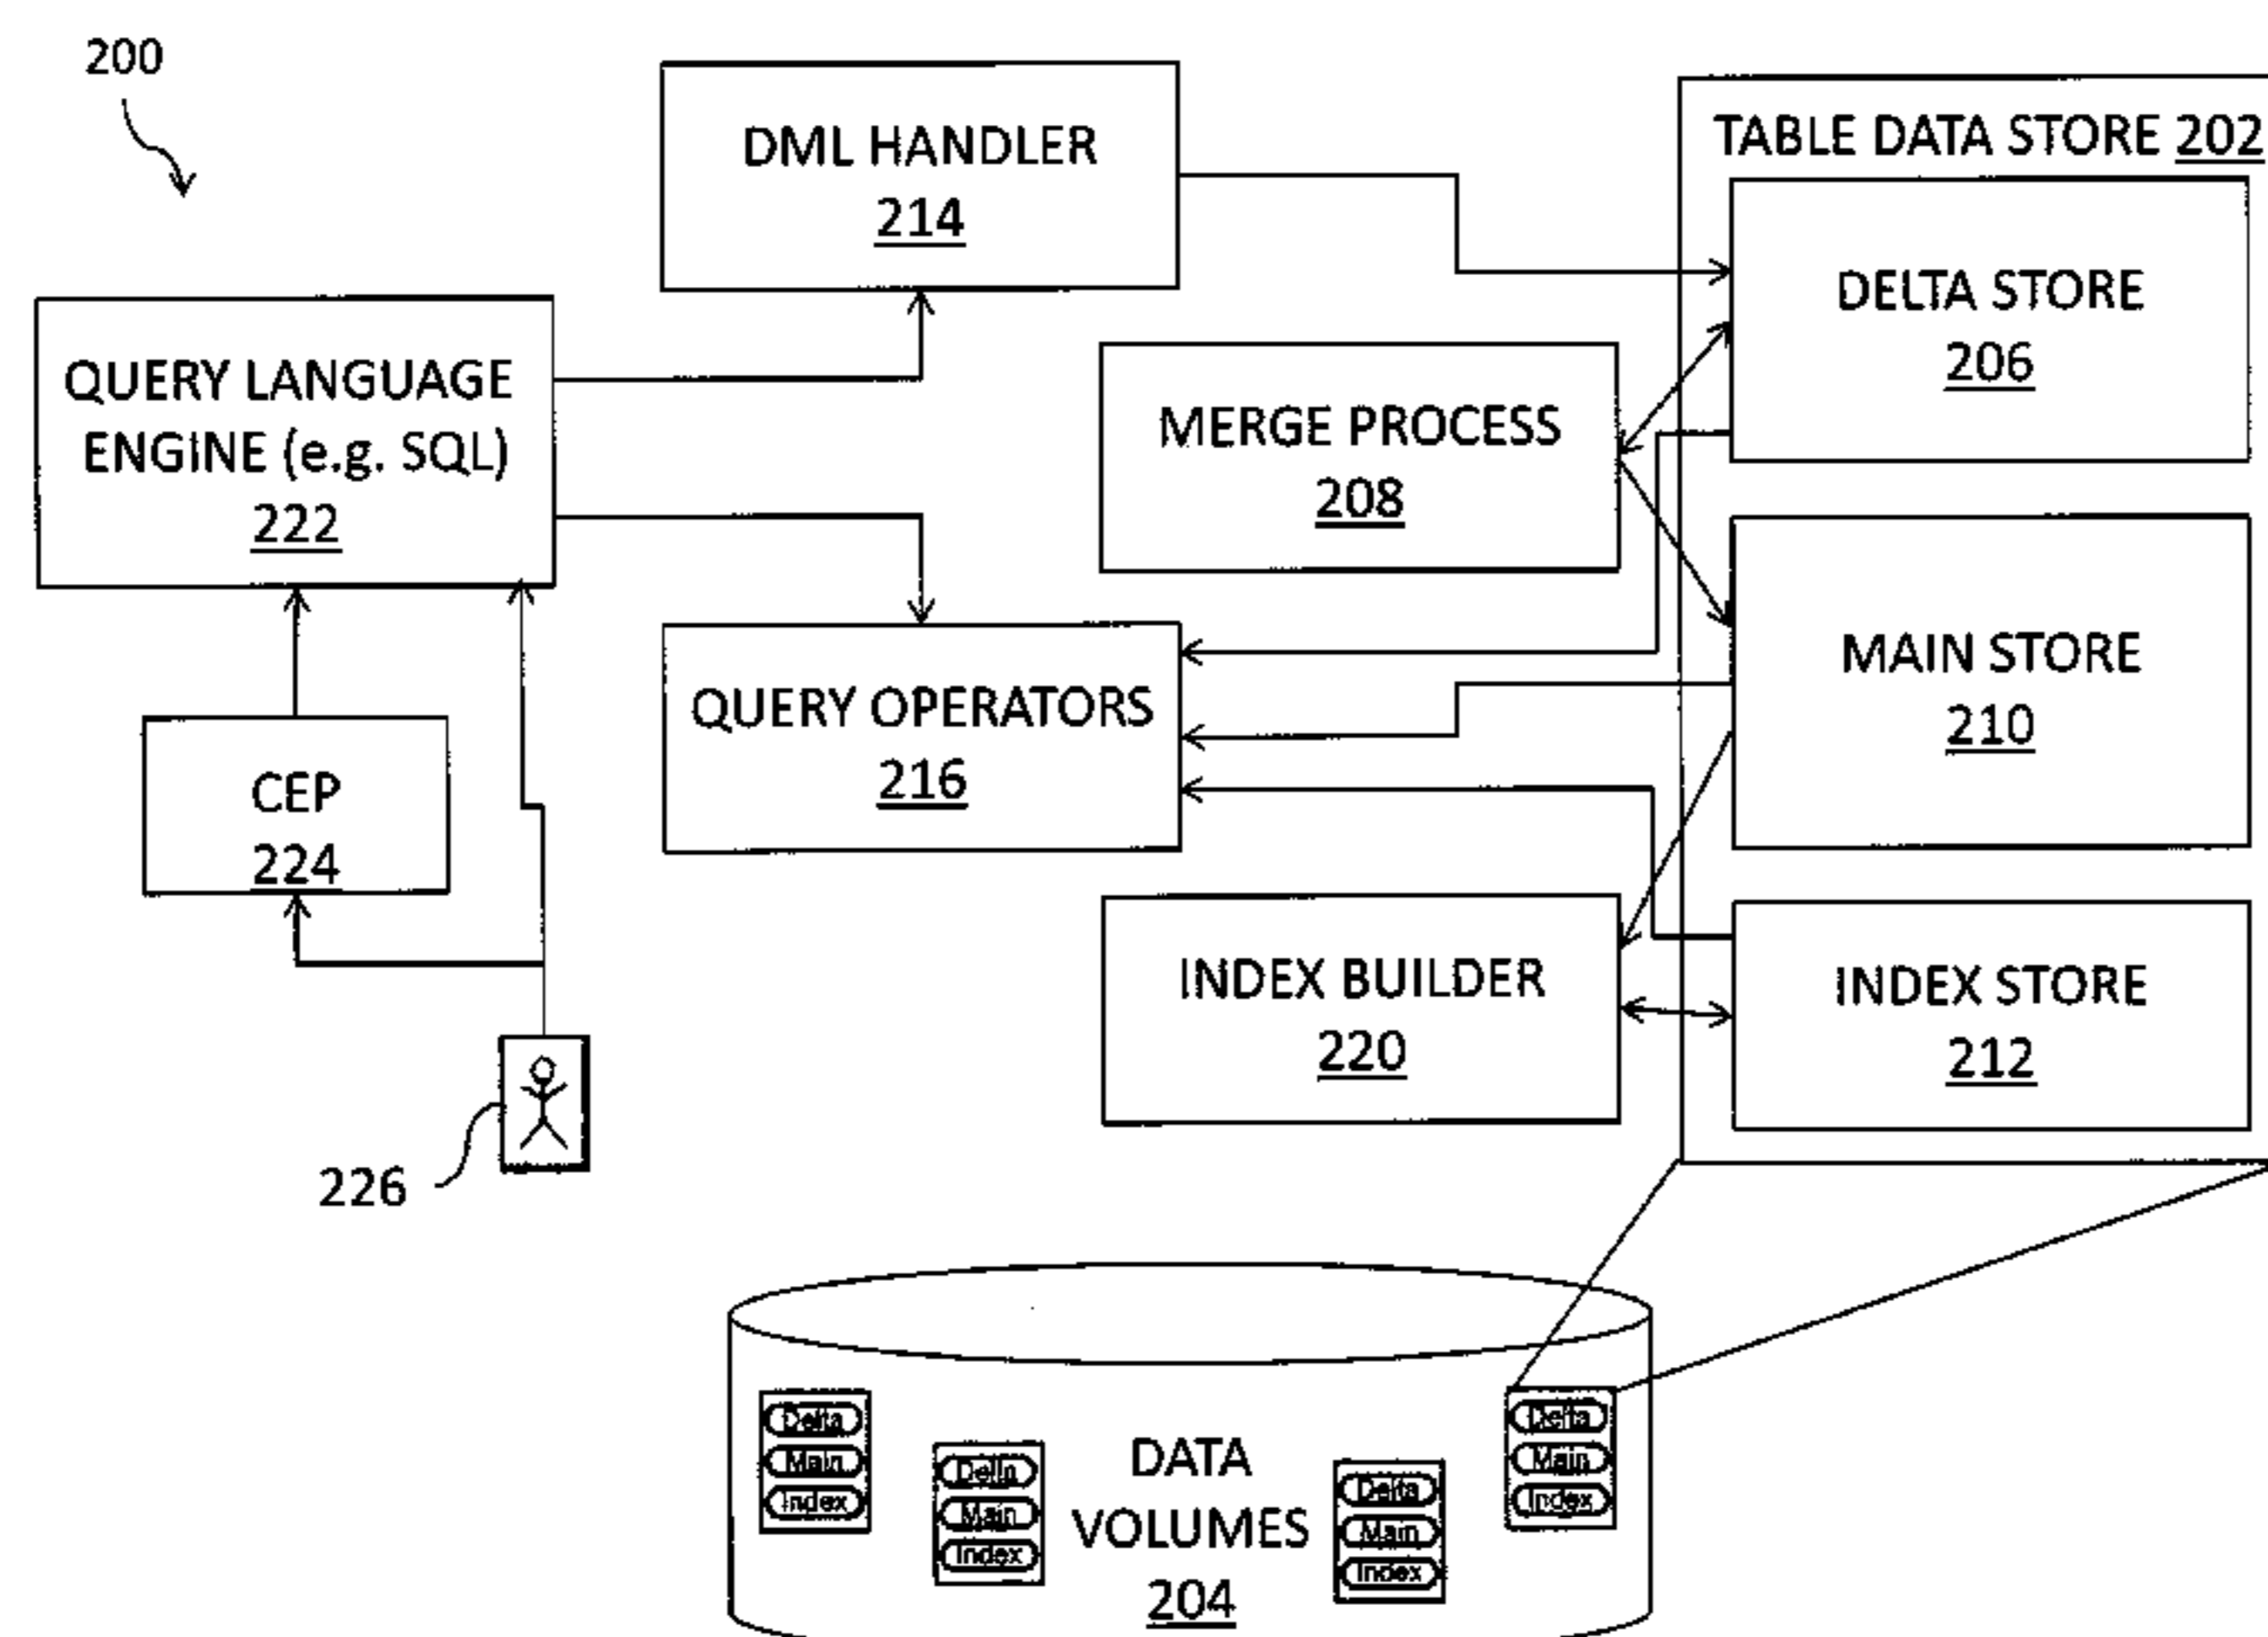 200
DML HANDLER
214
TABLE DATA STORE 202
DELTA STORE
206
QUERY LANGUAGE
ENGINE (e.g. SQL)
222
MERGE PROCESS
208
MAIN STORE
210
QUERY OPERATORS
216
CEP
224
INDEX BUILDER
220
INDEX STORE
212
226
DATA
VOLUMES
204
Delta
Main
Index
Delta
Main
Index
Delta
Main
Index
Delta
Main
Index